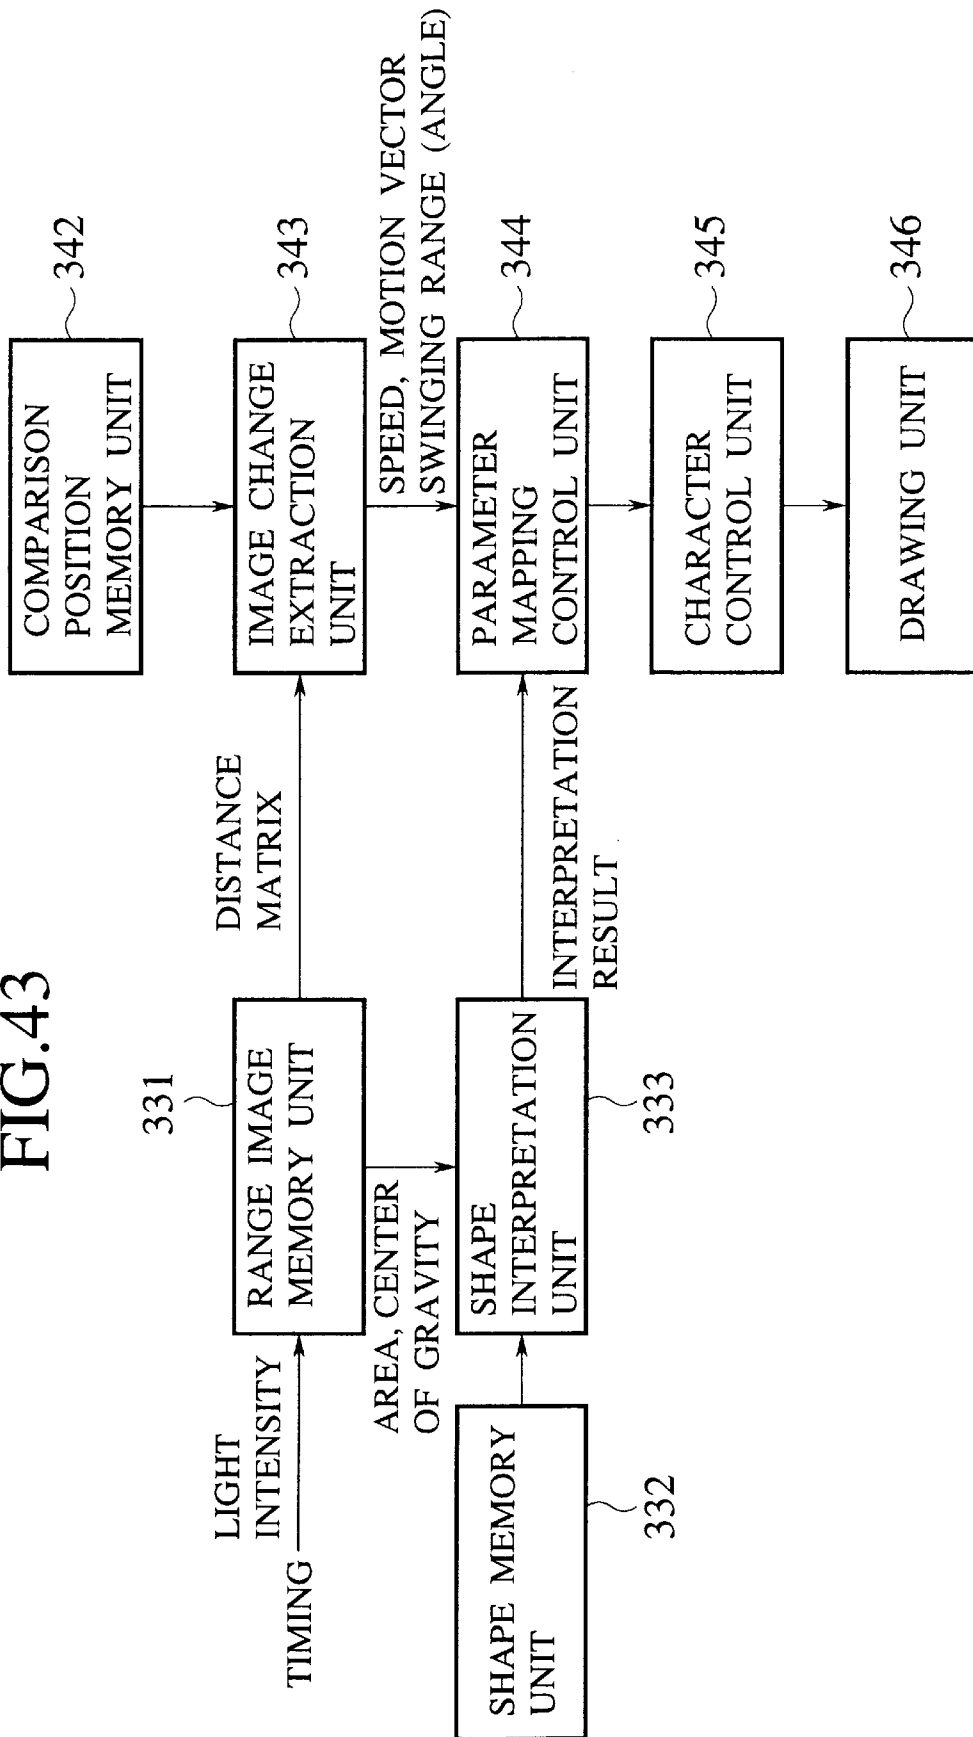 FIG.43
COMPARISON
POSITION
MEMORY UNIT
342
LIGHT
INTENSITY
TIMING
331
RANGE IMAGE
MEMORY UNIT
DISTANCE
MATRIX
IMAGE CHANGE
EXTRACTION
UNIT
343
AREA, CENTER
OF GRAVITY
SPEED, MOTION VECTOR
SWINGING RANGE (ANGLE)
SHAPE MEMORY
UNIT
332
SHAPE
INTERPRETATION
UNIT
333
INTERPRETATION
RESULT
PARAMETER
MAPPING
CONTROL UNIT
344
CHARACTER
CONTROL UNIT
345
DRAWING UNIT
346